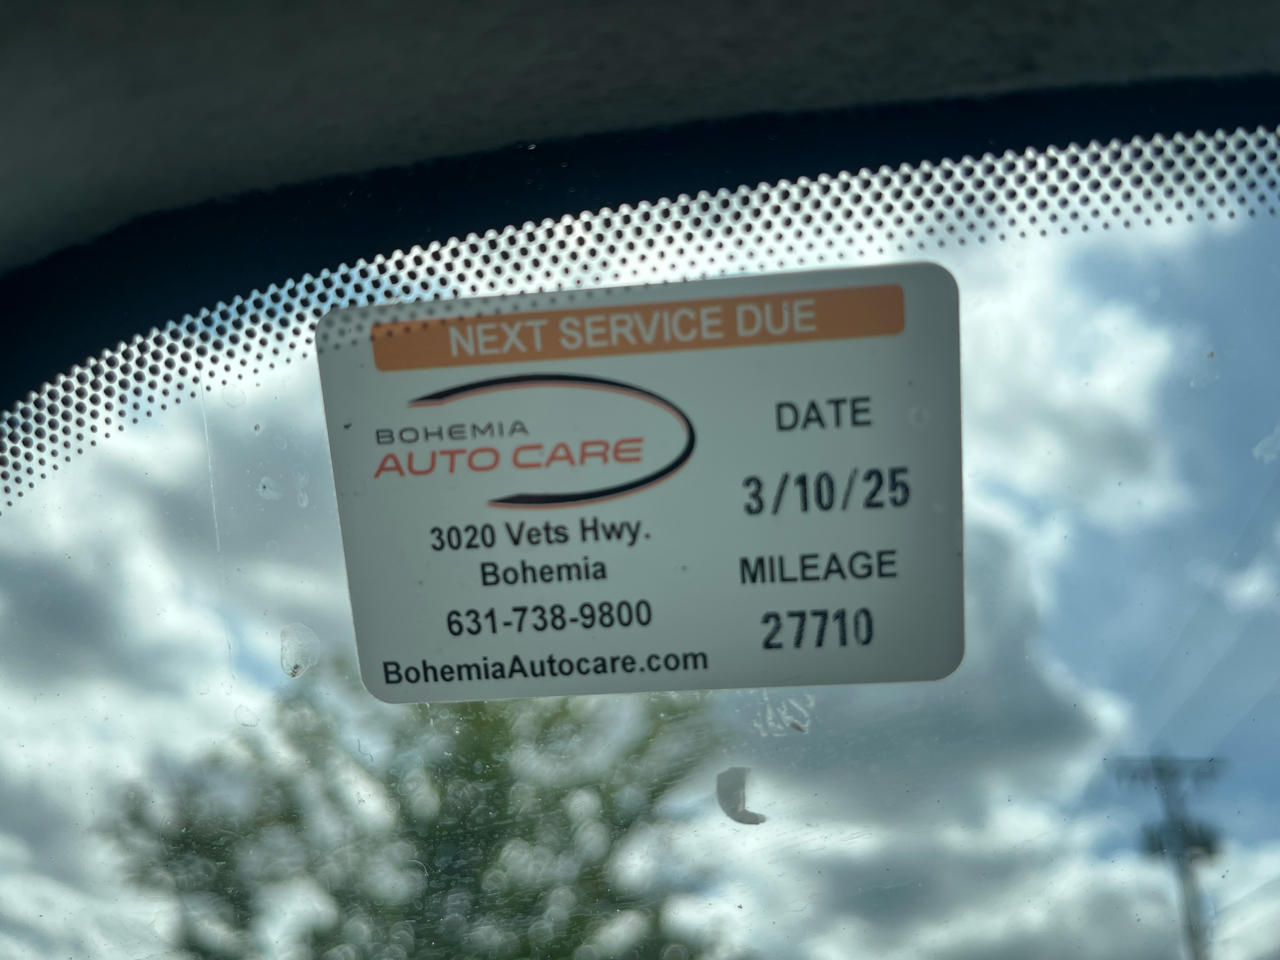 NEXT SERVICE DUE
BOHEMIA
AUTO CARE
3020 Vets Hwy.
Bohemia
631-738-9800
BohemiaAutocare.com
DATE
3/10/25
MILEAGE
27710